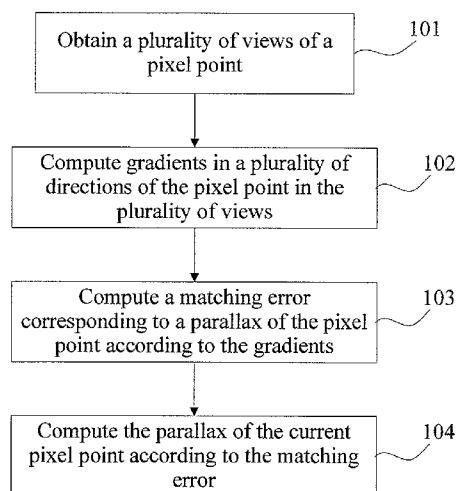 Obtain a plurality of views of a
pixel point
101
Compute gradients in a plurality of
directions of the pixel point in the
plurality of views
102
Compute a matching error
corresponding to a parallax of the pixel
point according to the gradients
103
Compute the parallax of the current
pixel point according to the matching
error
104